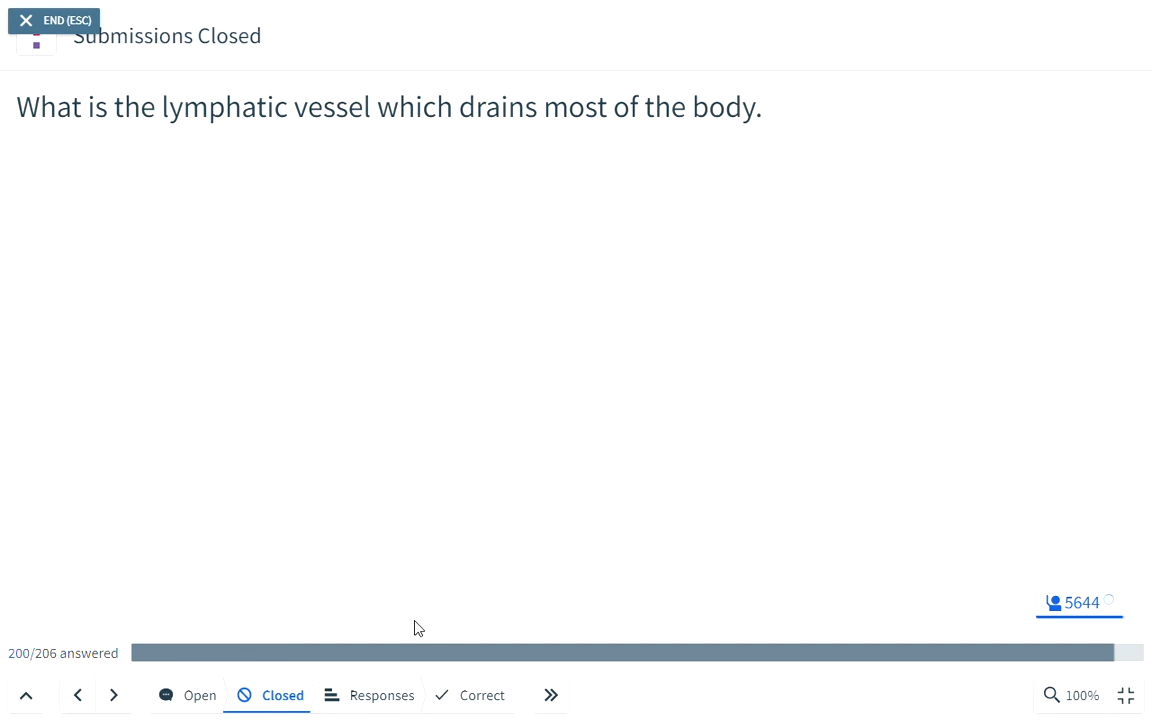 END (ESC)
Submissions Closed
What is the lymphatic vessel which drains most of the body.
5644
200/206 answered
Open
Closed
Responses
Correct
100%